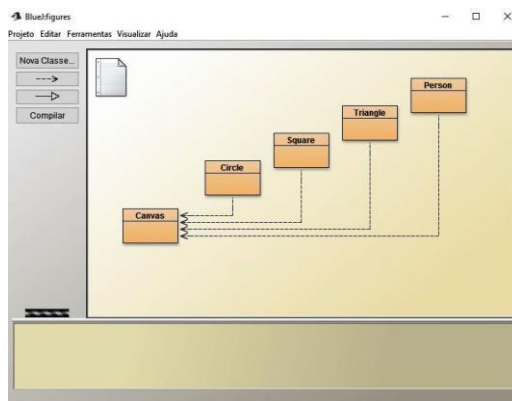 BlueJ:figures
Projeto Editar Ferramentas Visualizar Ajuda
Nova Classe...
Compilar
Person
Triangle
Square
Circle
Canvas